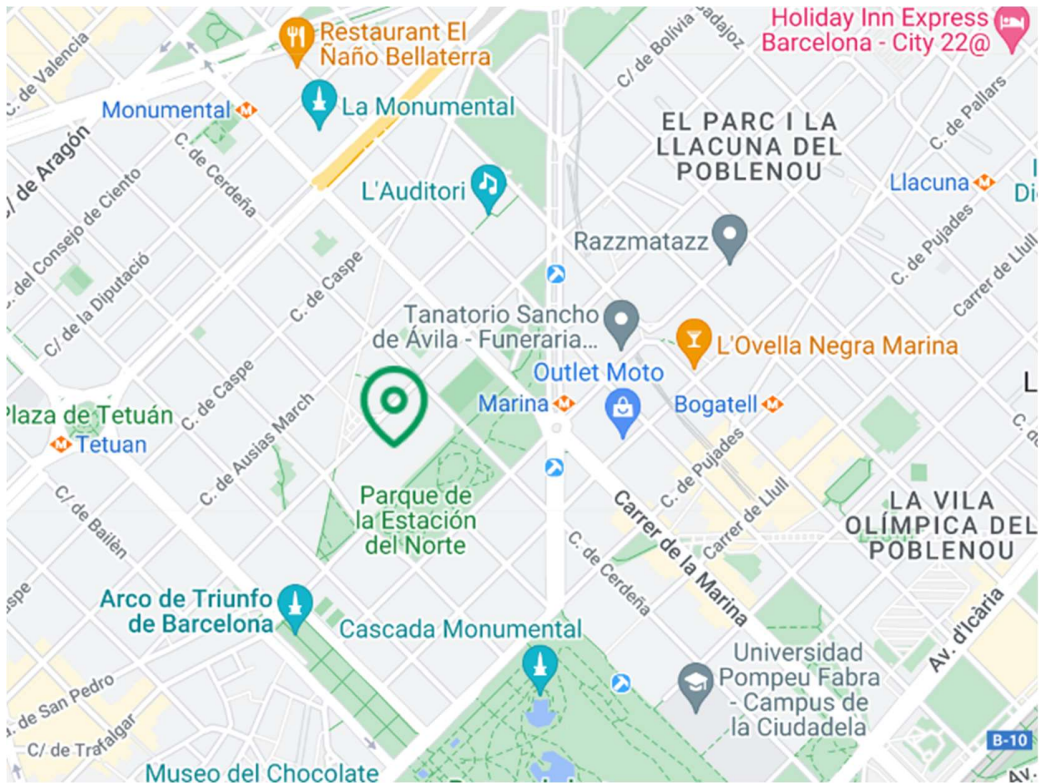 Holiday Inn Express
Barcelona - City 22@
Restaurant El
Ñaño Bellaterra
C/ de Bolivia
Badajoz
C. de Valencia
Monumental
La Monumental
EL PARC I LA
LLACUNA DEL
POBLENOU
C. de Pallars
C/ de Aragón
C. de Cerdeña
L'Auditori
Llacuna
Di
Razzmatazz
C. de Pujades
del Consejo de Ciento
C/ de la Diputació
C. de Caspe
Carrer de Llull
Tanatorio Sancho
de Ávila - Funeraria...
L'Ovella Negra Marina
Outlet Moto
Marina
Bogatell
Plaza de Tetuán
Tetuan
C. de Caspe
C. de Ausias March
C. de Pujades
Carrer de Llull
Parque de
la Estación
del Norte
C/ de Bailèn
Carrer de la Marina
LA VILA
OLÍMPICA DEL
POBLENOU
C. de Cerdeña
Arco de Triunfo
de Barcelona
Cascada Monumental
Av. d'Icària
Universidad
Pompeu Fabra
- Campus de
la Ciudadela
de San Pedro
C/ de Trafalgar
B-10
Museo del Chocolate
Av.